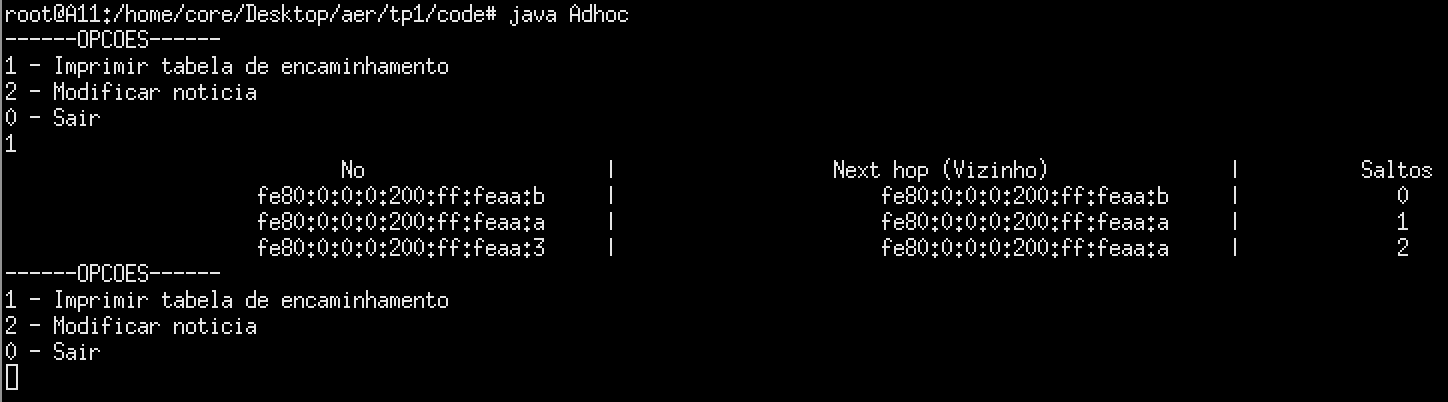 root@A11:/home/core/Desktop/aer/tp1/code# java Adhoc
------OPCOES------
1 - Imprimir tabela de encaminhamento
2 - Modificar noticia
0 - Sair
1
No | Next hop (Vizinho) | Saltos
fe80:0:0:0:200:ff:feaa:b | fe80:0:0:0:200:ff:feaa:b | 0
fe80:0:0:0:200:ff:feaa:a | fe80:0:0:0:200:ff:feaa:a | 1
fe80:0:0:0:200:ff:feaa:3 | fe80:0:0:0:200:ff:feaa:a | 2
------OPCOES------
1 - Imprimir tabela de encaminhamento
2 - Modificar noticia
0 - Sair